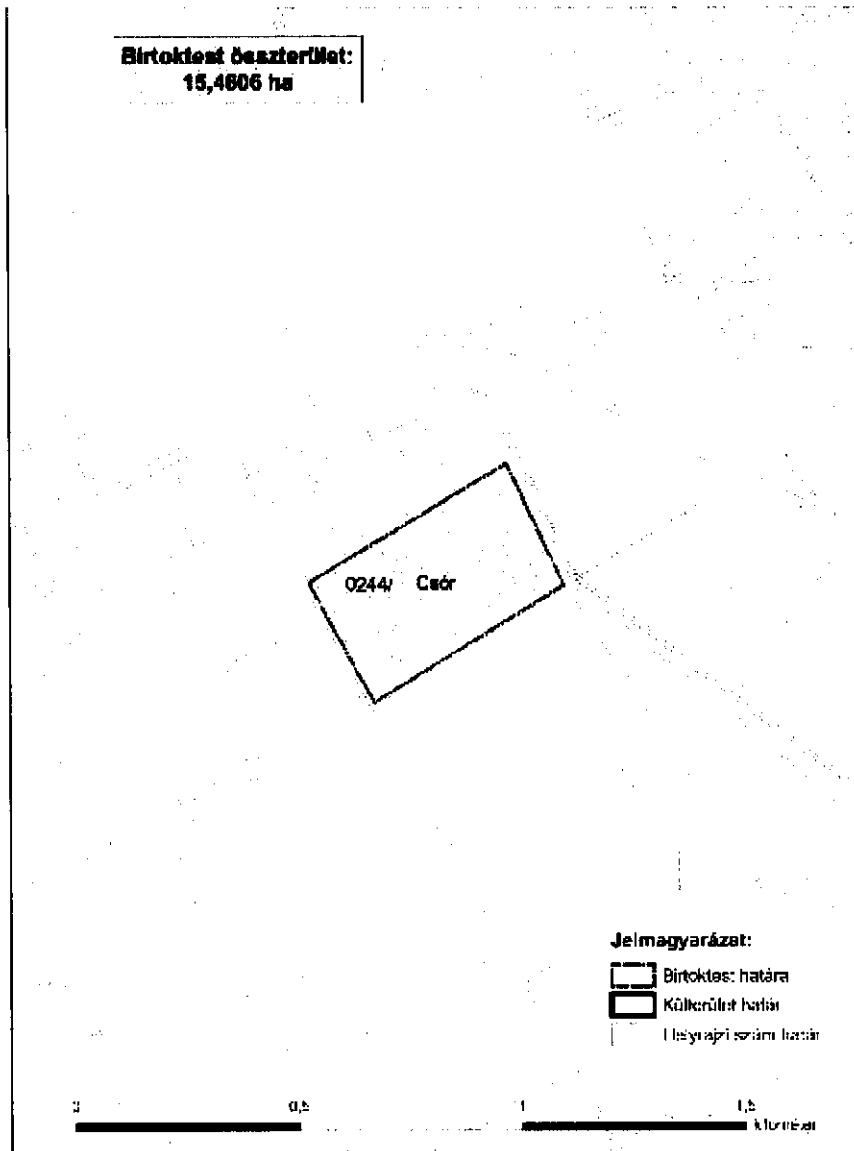 Birtoktest összterület:
15,4606 ha
0244/ Csór
Jelmagyarázat:
Birtoktest határa
Külterület határ
Helyrajzi szám határ
0 0,5 1 1,5
kilométer